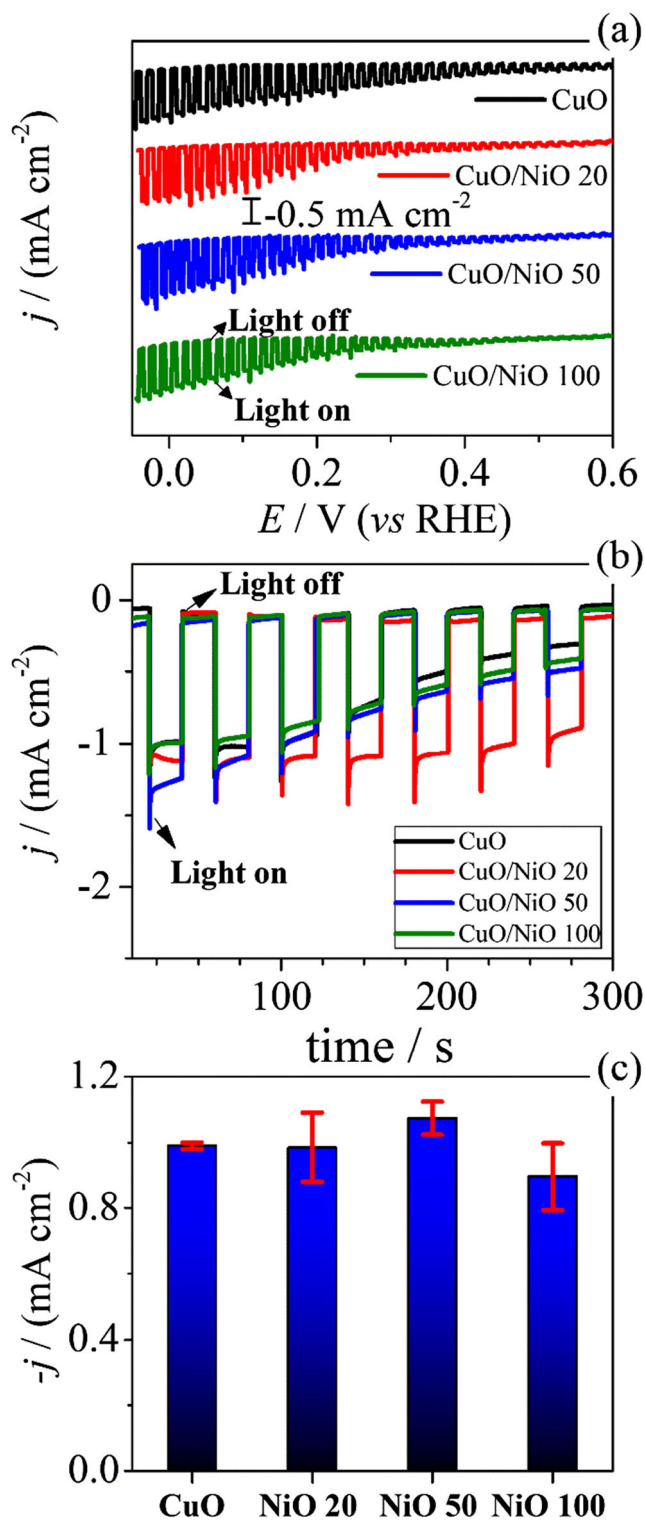 (a)
j / (mA cm-2)
CuO
CuO/NiO 20
-0.5 mA cm-2
CuO/NiO 50
Light off
CuO/NiO 100
Light on
0.0 0.2 0.4 0.6
E / V (vs RHE)
(b)
j / (mA cm-2)
0
-1
-2
Light off
Light on
CuO
CuO/NiO 20
CuO/NiO 50
CuO/NiO 100
100 200 300
time / s
(c)
-j / (mA cm-2)
1.2
0.8
0.4
0.0
CuO NiO 20 NiO 50 NiO 100